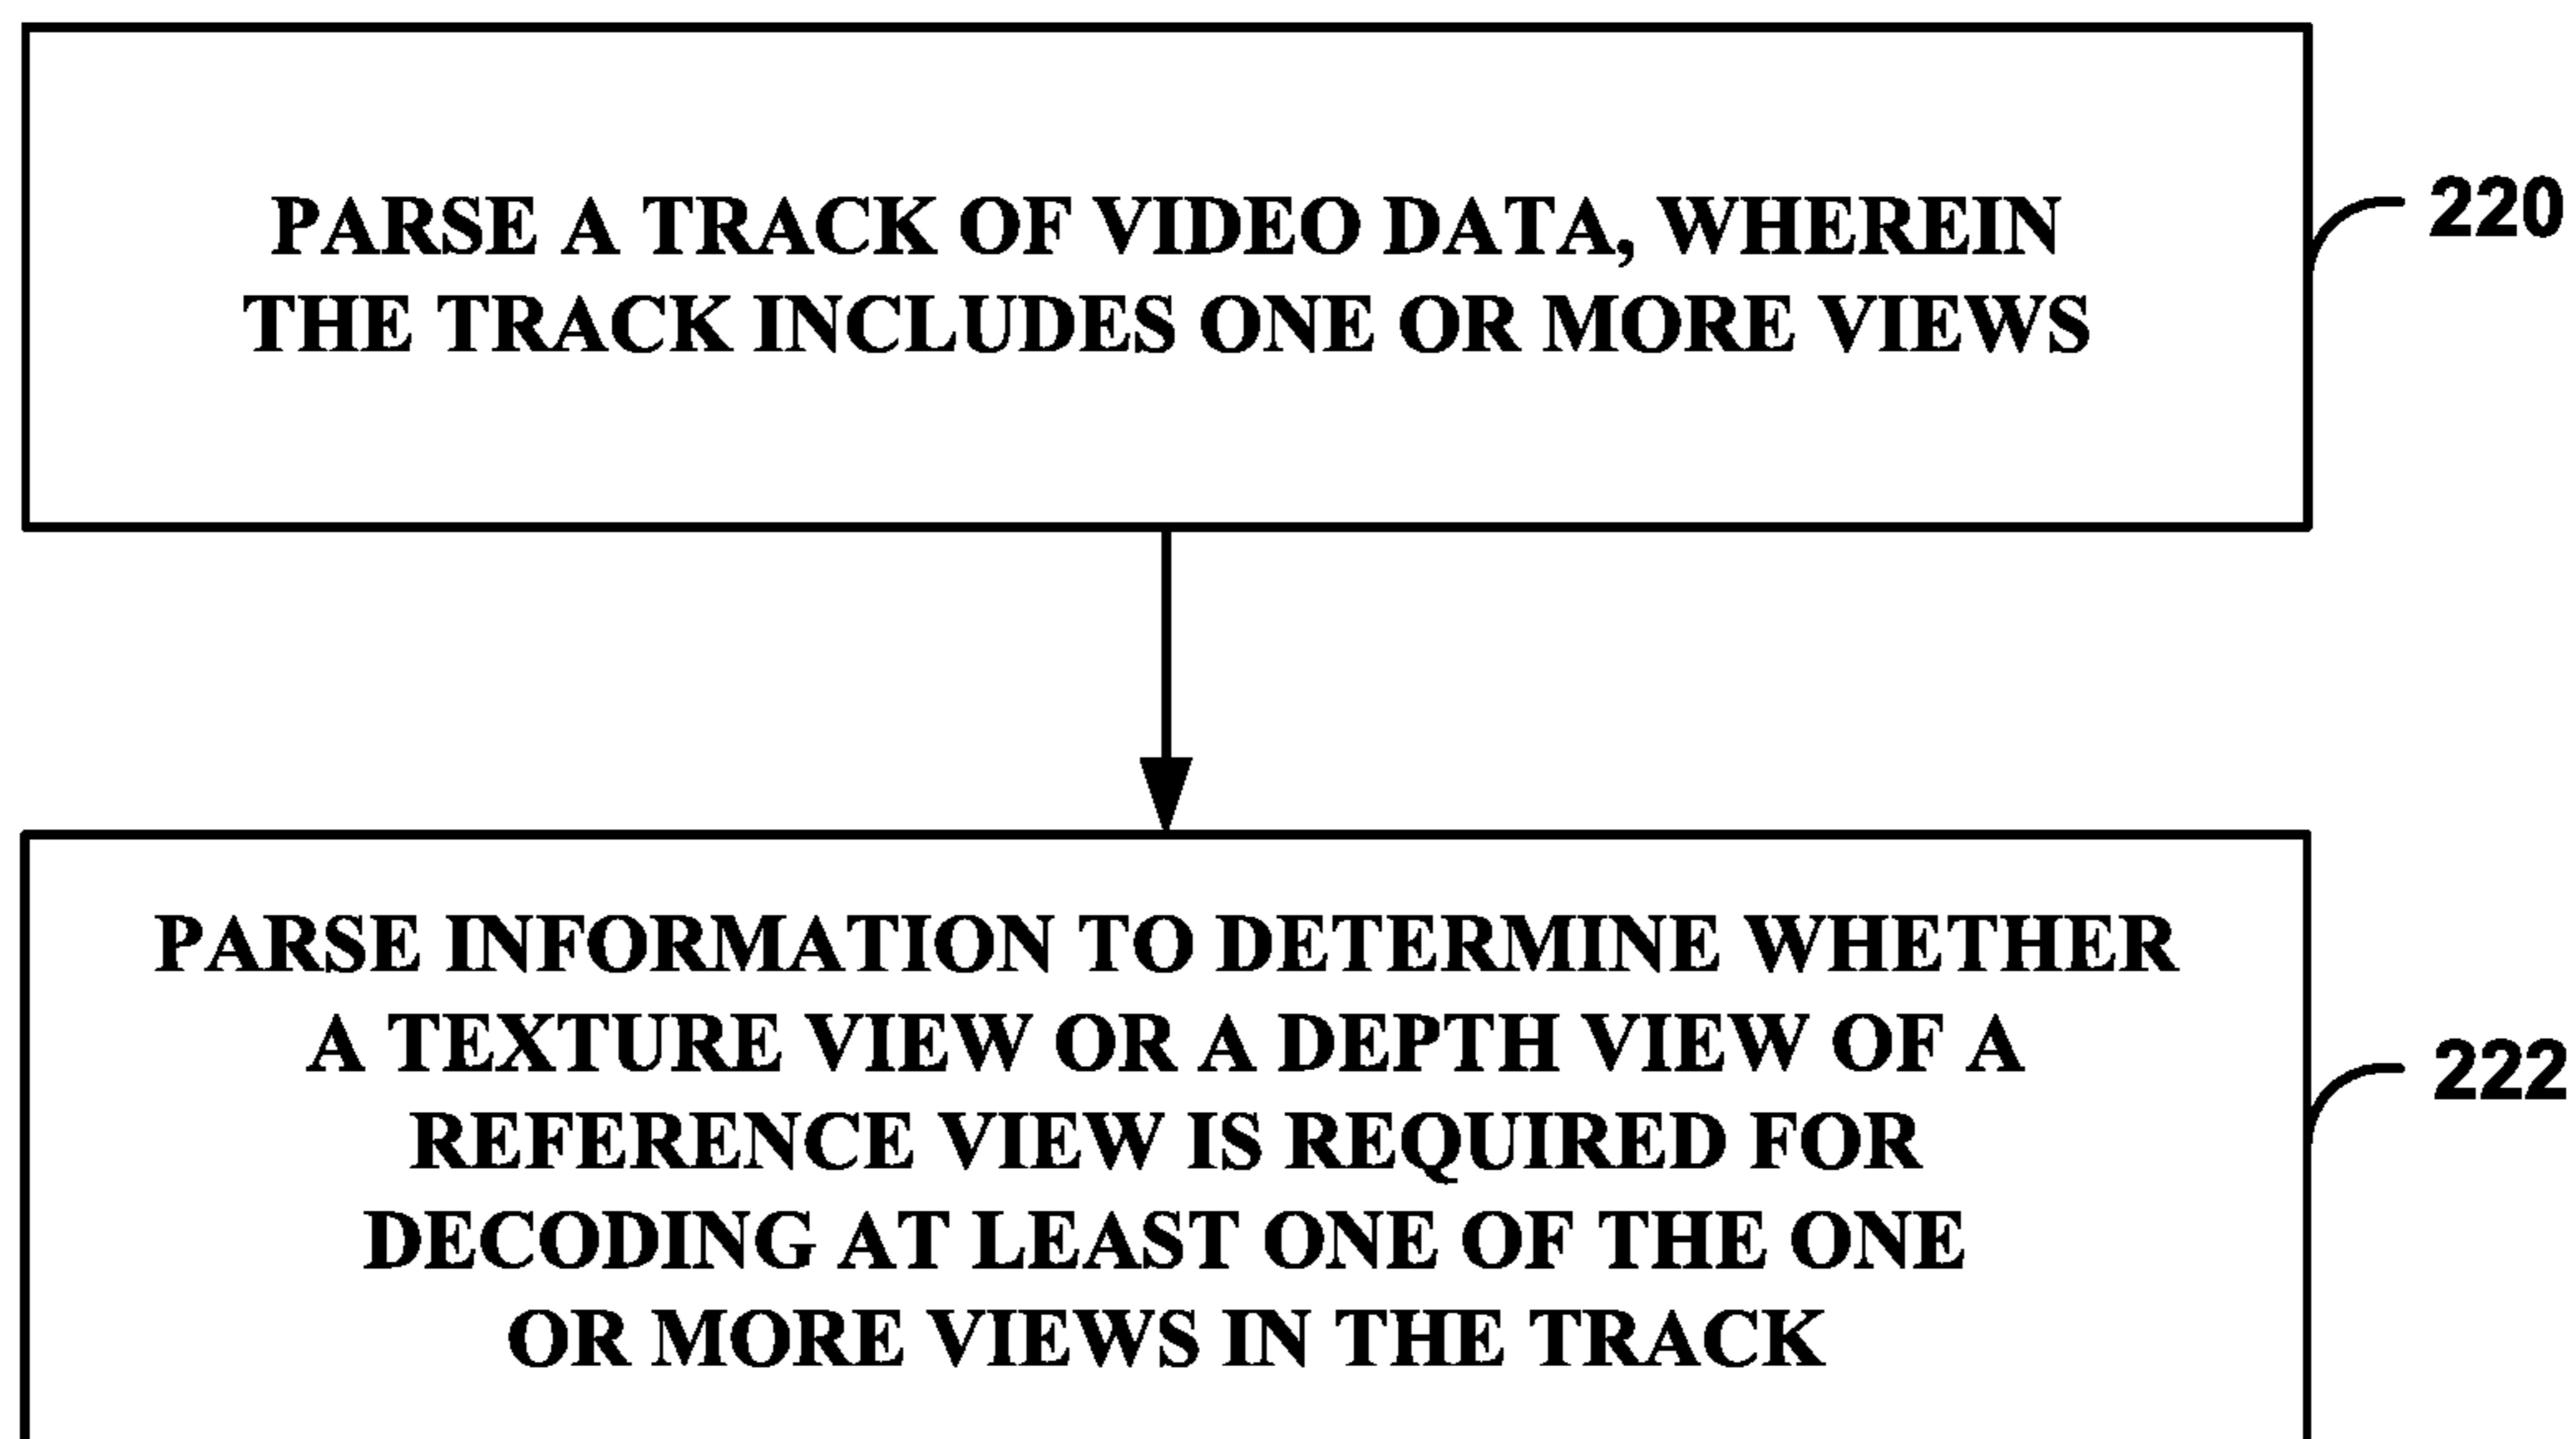 PARSE A TRACK OF VIDEO DATA, WHEREIN
THE TRACK INCLUDES ONE OR MORE VIEWS
220
PARSE INFORMATION TO DETERMINE WHETHER
A TEXTURE VIEW OR A DEPTH VIEW OF A
REFERENCE VIEW IS REQUIRED FOR
DECODING AT LEAST ONE OF THE ONE
OR MORE VIEWS IN THE TRACK
222